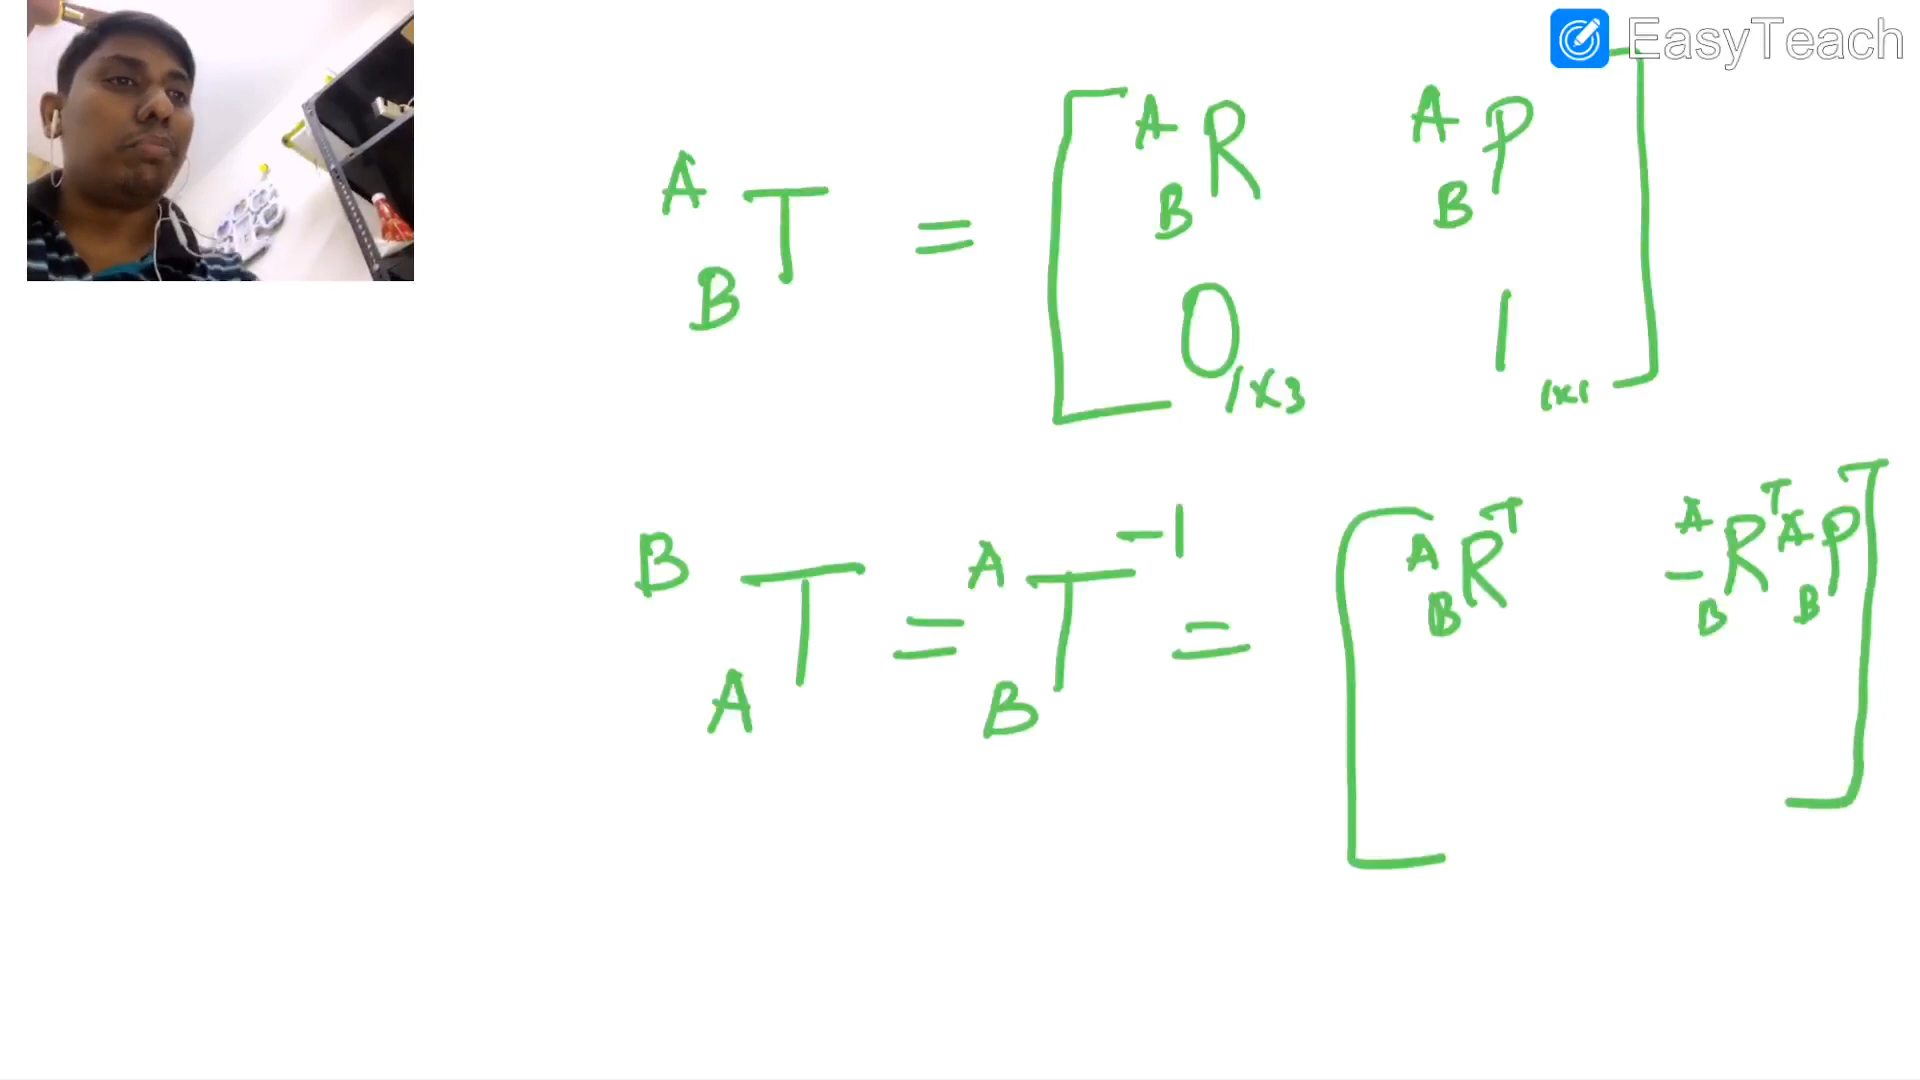 EasyTeach
A B T = [ A B R A B P
0 1x3 1 1x1 ]
B A T = A B T -1 = [ A B R T - A B R T A B P ]